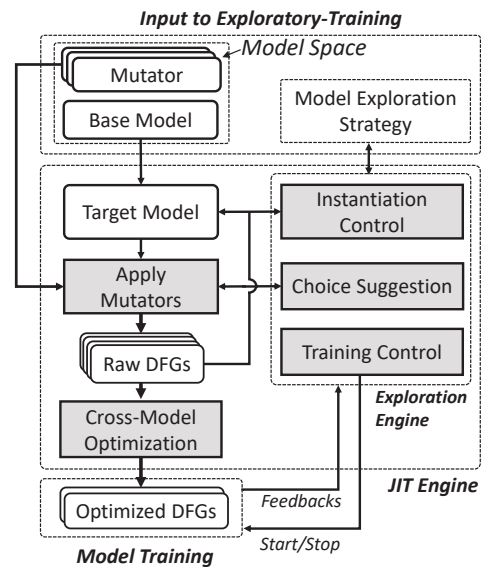 Input to Exploratory-Training
Model Space
Mutator
Base Model
Model Exploration
Strategy
Target Model
Instantiation
Control
Apply
Mutators
Choice Suggestion
Raw DFGs
Training Control
Cross-Model
Optimization
Exploration
Engine
JIT Engine
Optimized DFGs
Feedbacks
Start/Stop
Model Training